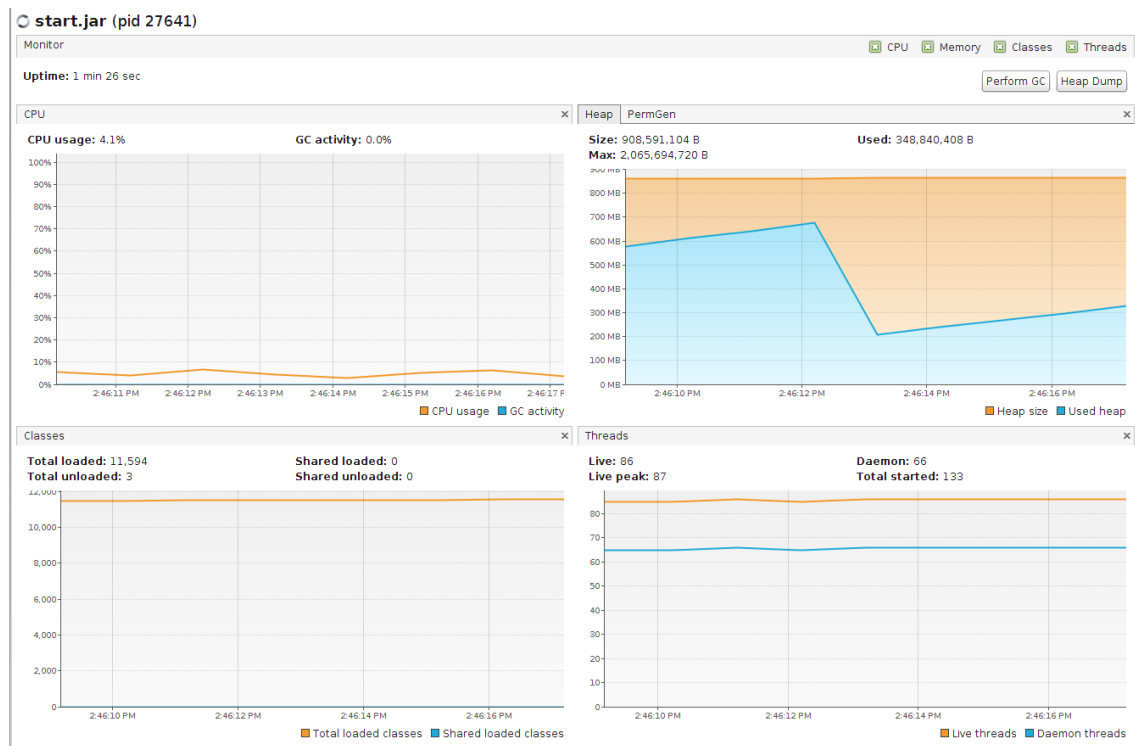 start.jar (pid 27641)
Monitor
CPU Memory Classes Threads
Uptime: 1 min 26 sec
Perform GC Heap Dump
CPU ×
CPU usage: 4.1% GC activity: 0.0%
100%
90%
80%
70%
60%
50%
40%
30%
20%
10%
0%
2:46:11 PM 2:46:12 PM 2:46:13 PM 2:46:14 PM 2:46:15 PM 2:46:16 PM 2:46:17 P
CPU usage GC activity
Heap PermGen ×
Size: 908,591,104 B Used: 348,840,408 B
Max: 2,065,694,720 B
900 MB
800 MB
700 MB
600 MB
500 MB
400 MB
300 MB
200 MB
100 MB
0 MB
2:46:10 PM 2:46:12 PM 2:46:14 PM 2:46:16 PM
Heap size Used heap
Classes ×
Total loaded: 11,594 Shared loaded: 0
Total unloaded: 3 Shared unloaded: 0
12,000
10,000
8,000
6,000
4,000
2,000
0
2:46:10 PM 2:46:12 PM 2:46:14 PM 2:46:16 PM
Total loaded classes Shared loaded classes
Threads ×
Live: 86 Daemon: 66
Live peak: 87 Total started: 133
80
70
60
50
40
30
20
10
0
2:46:10 PM 2:46:12 PM 2:46:14 PM 2:46:16 PM
Live threads Daemon threads